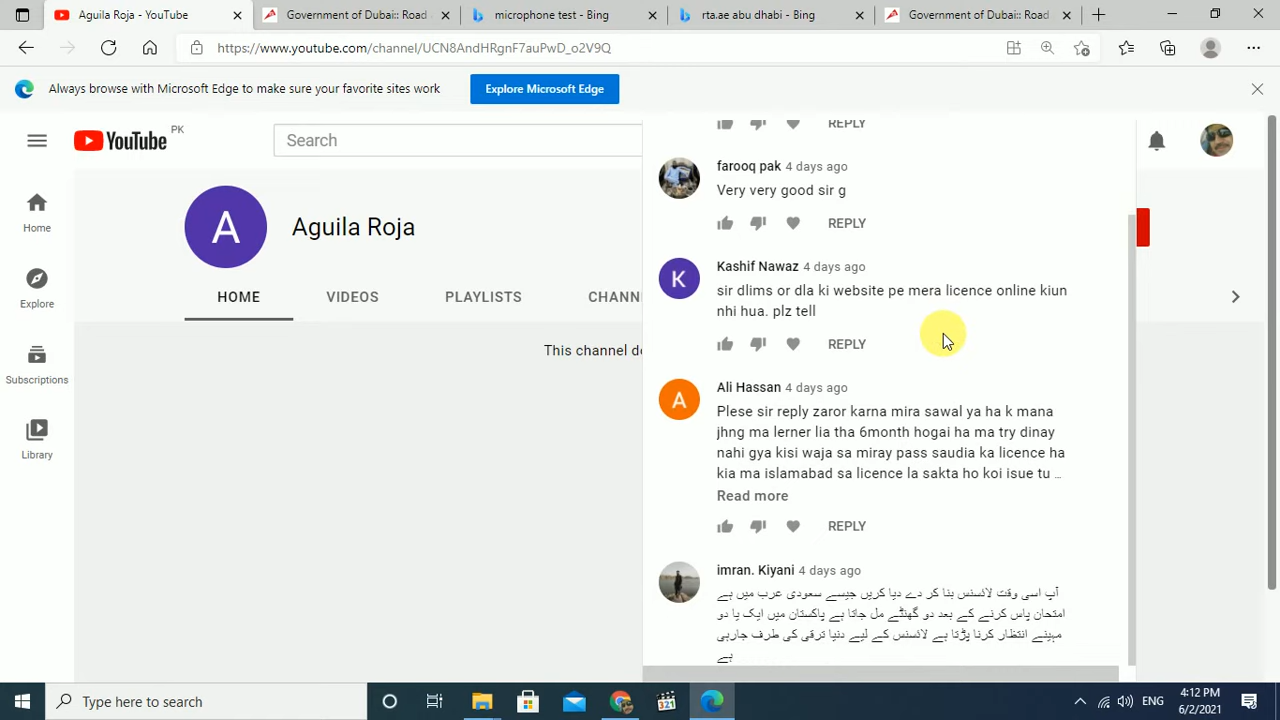 Aguila Roja - YouTube
Government of Dubai:: Road
microphone test - Bing
rta.ae abu dhabi - Bing
Government of Dubai:: Road
https://www.youtube.com/channel/UCN8AndHRgnF7auPwD_o2V9Q
Always browse with Microsoft Edge to make sure your favorite sites work
Explore Microsoft Edge
YouTube PK
Search
REPLY
Home
Explore
Subscriptions
Library
A
Aguila Roja
HOME
VIDEOS
PLAYLISTS
CHANN
This channel do
farooq pak 4 days ago
Very very good sir g
REPLY
K
Kashif Nawaz 4 days ago
sir dlims or dla ki website pe mera licence online kiun
nhi hua. plz tell
REPLY
A
Ali Hassan 4 days ago
Plese sir reply zaror karna mira sawal ya ha k mana
jhng ma lerner lia tha 6month hogai ha ma try dinay
nahi gya kisi waja sa miray pass saudia ka licence ha
kia ma islamabad sa licence la sakta ho koi isue tu ...
Read more
REPLY
imran. Kiyani 4 days ago
آپ اسی وقت لائسنس بنا کر دے دیا کریں جیسے سعودی عرب میں ہے
امتحان پاس کرنے کے بعد دو گھنٹے مل جاتا ہے پاکستان میں ایک یا دو
مہینے انتظار کرنا پڑتا ہے لائسنس کے لیے دنیا ترقی کی طرف جارہی
ہے
Type here to search
321
ENG
4:12 PM
6/2/2021